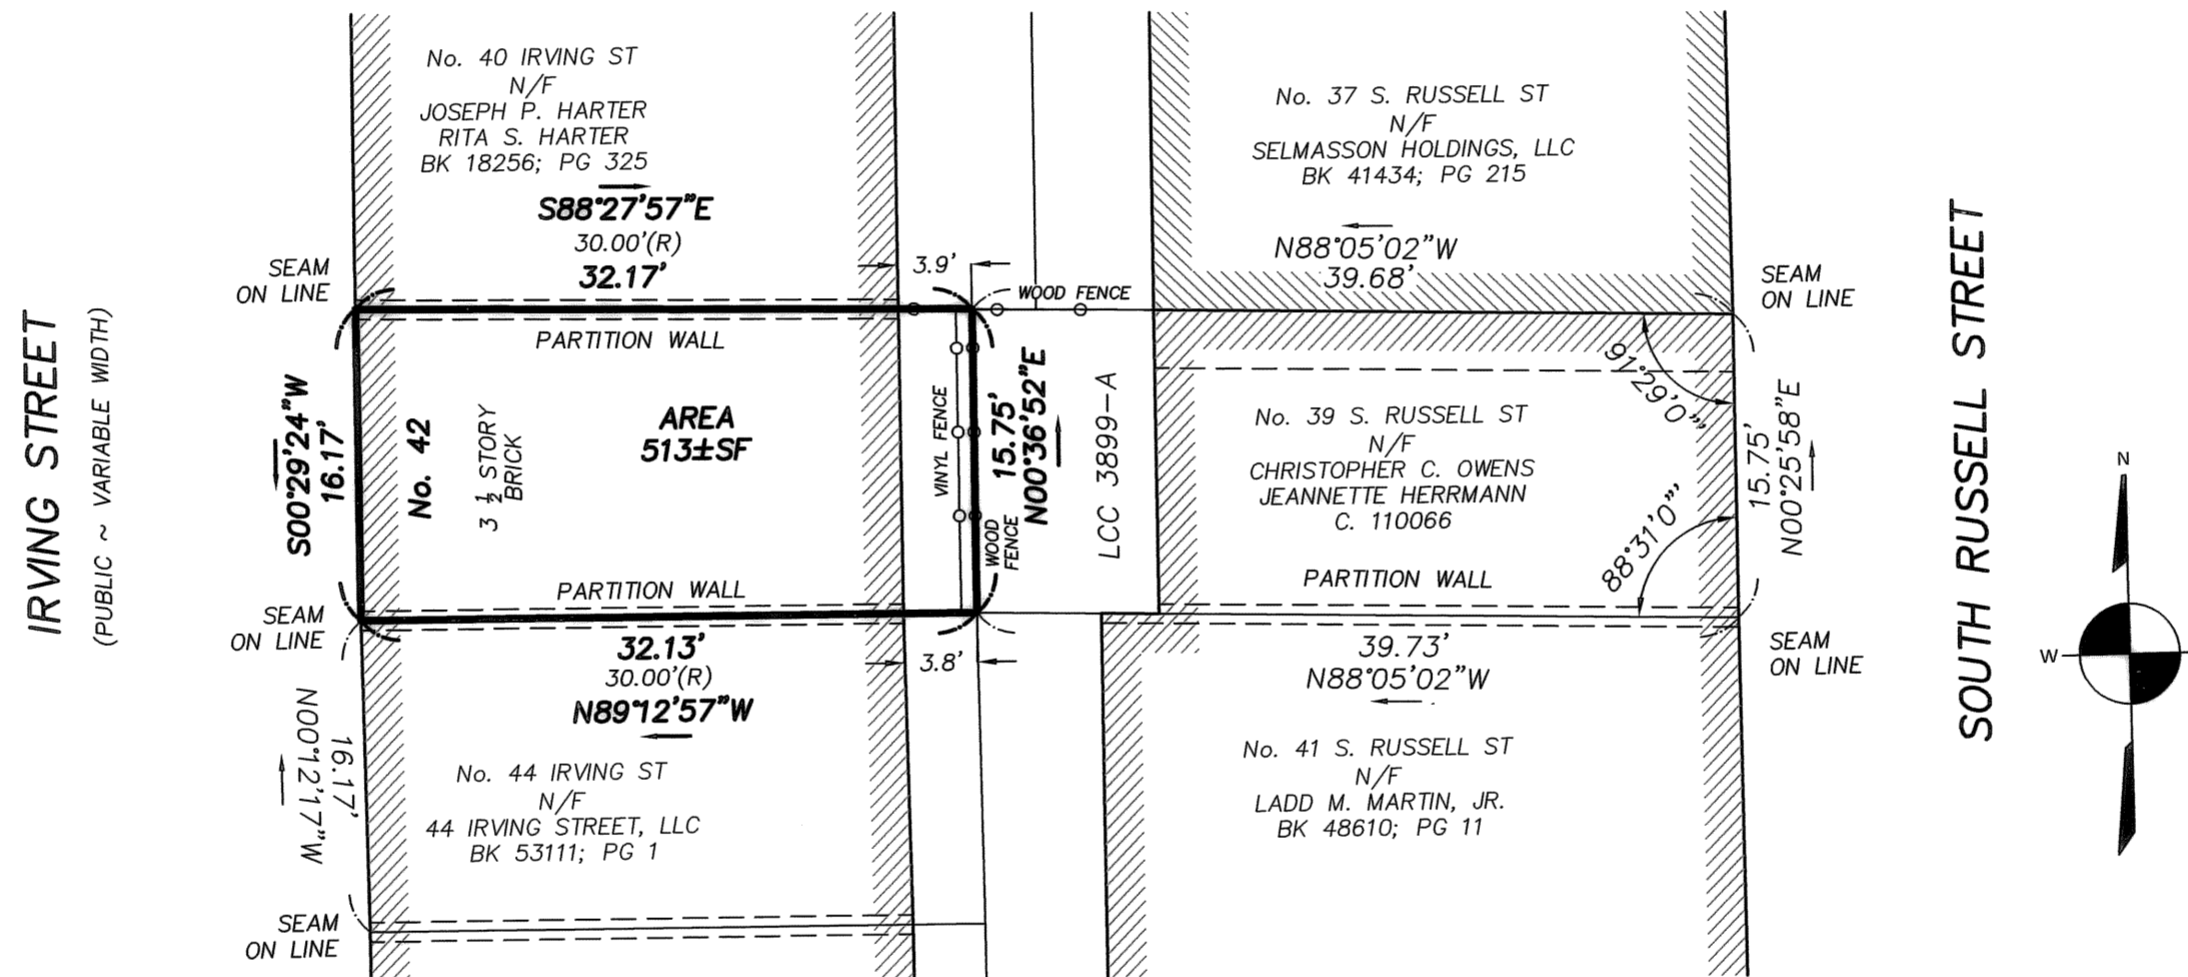 No. 40 IRVING ST
N/F
JOSEPH P. HARTER
RITA S. HARTER
BK 18256; PG 325
S88°27'57"E
30.00'(R)
32.17'
SEAM
ON LINE
3.9'
WOOD FENCE
No. 37 S. RUSSELL ST
N/F
SELMASSON HOLDINGS, LLC
BK 41434; PG 215
N88°05'02"W
39.68'
SEAM
ON LINE
IRVING STREET
(PUBLIC ~ VARIABLE WIDTH)
S00°29'24"W
16.17'
PARTITION WALL
No. 42
3 ½ STORY
BRICK
AREA
513±SF
PARTITION WALL
VINYL FENCE
WOOD
FENCE
15.75'
N00°36'52"E
LCC 3899-A
No. 39 S. RUSSELL ST
N/F
CHRISTOPHER C. OWENS
JEANNETTE HERRMANN
C. 110066
PARTITION WALL
91°29'0"'
88°31'0"'
15.75'
N00°25'58"E
SOUTH RUSSELL STREET
N
W
SEAM
ON LINE
32.13'
30.00'(R)
N89°12'57"W
3.8'
39.73'
N88°05'02"W
SEAM
ON LINE
16.17'
N00°12'17"W
No. 44 IRVING ST
N/F
44 IRVING STREET, LLC
BK 53111; PG 1
No. 41 S. RUSSELL ST
N/F
LADD M. MARTIN, JR.
BK 48610; PG 11
SEAM
ON LINE